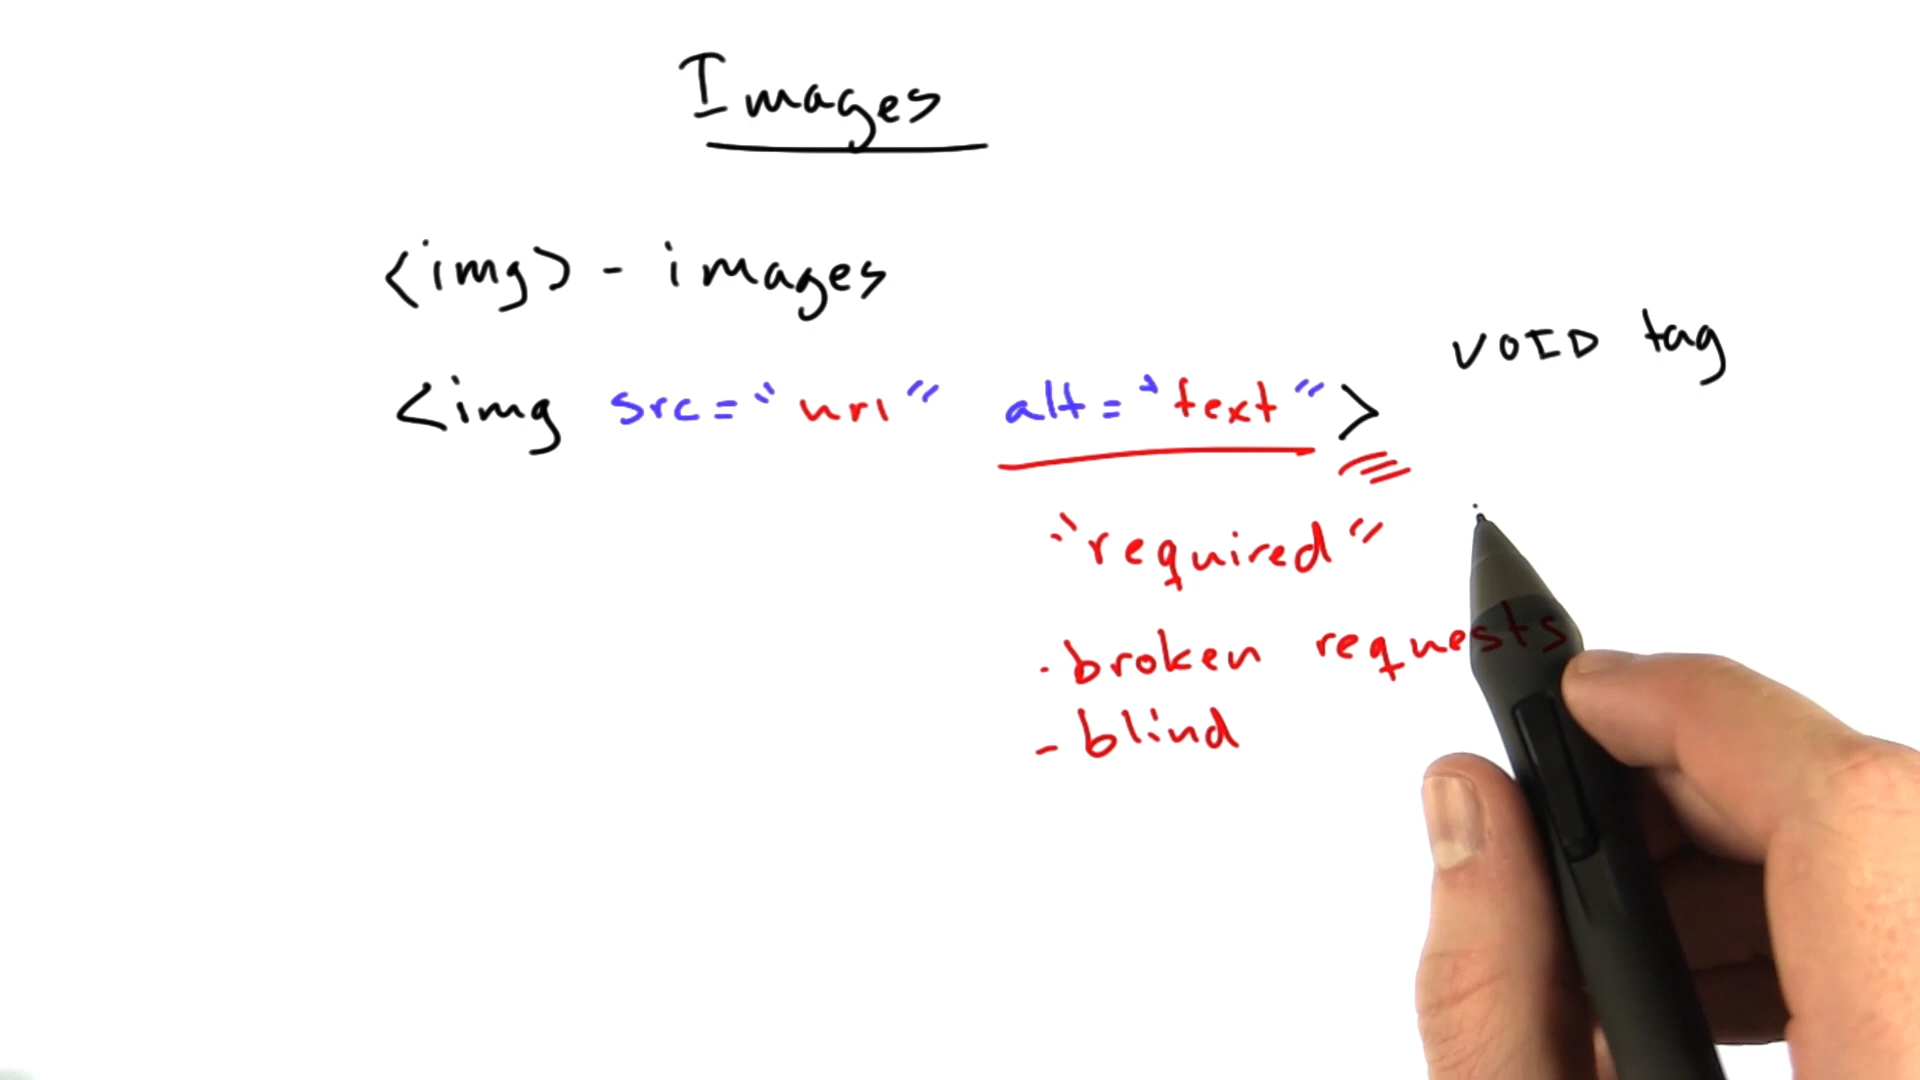 Images
<img> - images
VOID tag
<img src="url" alt="text">
"required"
· broken requests
- blind